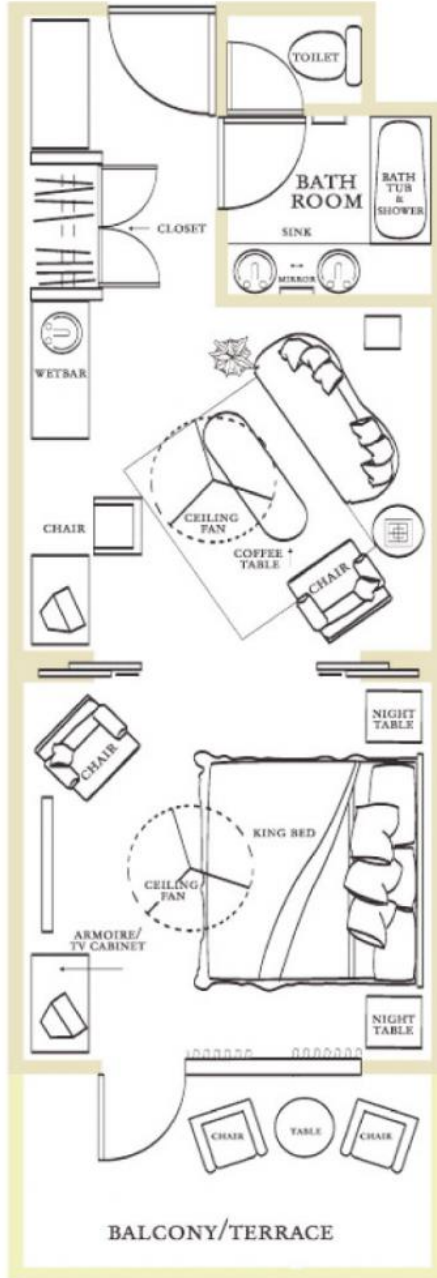 TOILET
BATH
ROOM
BATH
TUB
&
SHOWER
CLOSET
SINK
MIRROR
WETBAR
CHAIR
CEILING
FAN
COFFEE
TABLE
CHAIR
CHAIR
NIGHT
TABLE
KING BED
CEILING
FAN
ARMOIRE/
TV CABINET
NIGHT
TABLE
CHAIR
TABLE
CHAIR
BALCONY/TERRACE